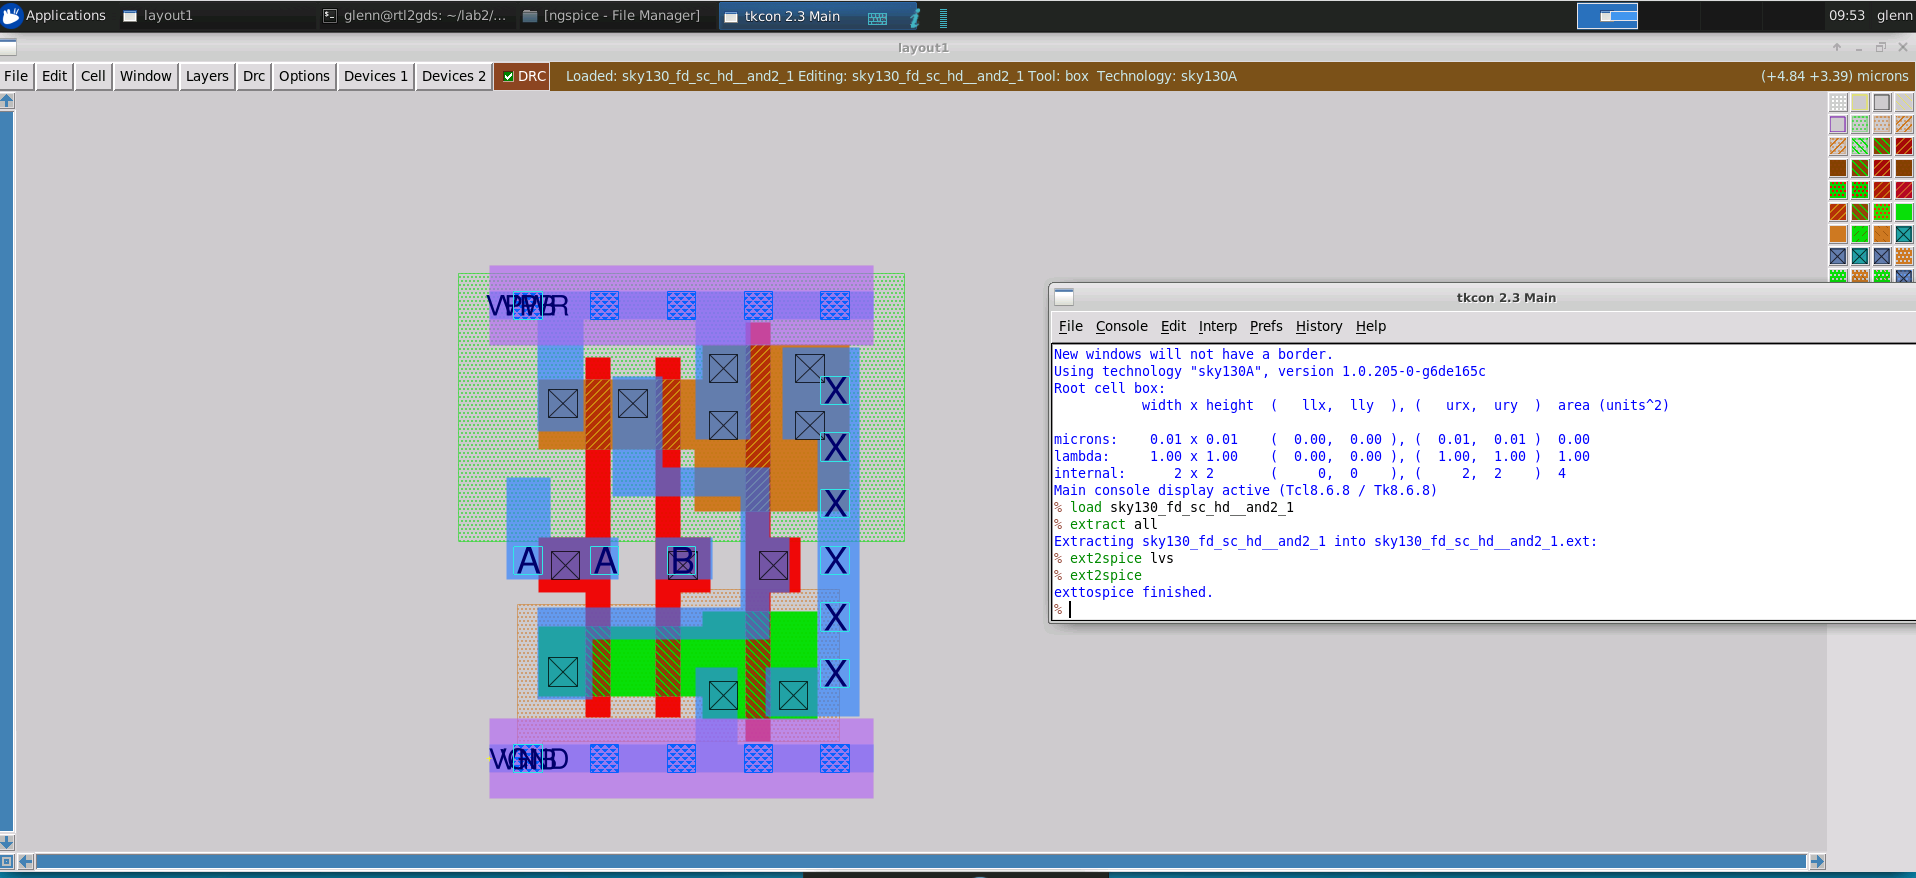 Applications layout1 glenn@rtl2gds: ~/lab2/... [ngspice - File Manager] tkcon 2.3 Main 09:53 glenn
layout1
File Edit Cell Window Layers Drc Options Devices 1 Devices 2 DRC Loaded: sky130_fd_sc_hd__and2_1 Editing: sky130_fd_sc_hd__and2_1 Tool: box Technology: sky130A (+4.84 +3.39) microns
X
X
X
A A B X
X
X
tkcon 2.3 Main
File Console Edit Interp Prefs History Help
New windows will not have a border.
Using technology "sky130A", version 1.0.205-0-g6de165c
Root cell box:
width x height ( llx, lly ), ( urx, ury ) area (units^2)
microns: 0.01 x 0.01 ( 0.00, 0.00 ), ( 0.01, 0.01 ) 0.00
lambda: 1.00 x 1.00 ( 0.00, 0.00 ), ( 1.00, 1.00 ) 1.00
internal: 2 x 2 ( 0, 0 ), ( 2, 2 ) 4
Main console display active (Tcl8.6.8 / Tk8.6.8)
% load sky130_fd_sc_hd__and2_1
% extract all
Extracting sky130_fd_sc_hd__and2_1 into sky130_fd_sc_hd__and2_1.ext:
% ext2spice lvs
% ext2spice
exttospice finished.
%